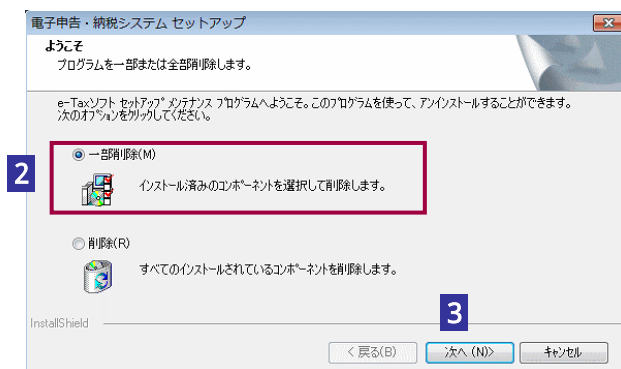 電子申告・納税システム セットアップ
ようこそ
プログラムを一部または全部削除します。
e-Taxソフト セットアップ メンテナンス プログラムへようこそ。このプログラムを使って、アンインストールすることができます。
次のオプションをクリックしてください。
一部削除(M)
2
インストール済みのコンポーネントを選択して削除します。
削除(R)
すべてのインストールされているコンポーネントを削除します。
3
InstallShield
< 戻る(B)
次へ (N)>
キャンセル